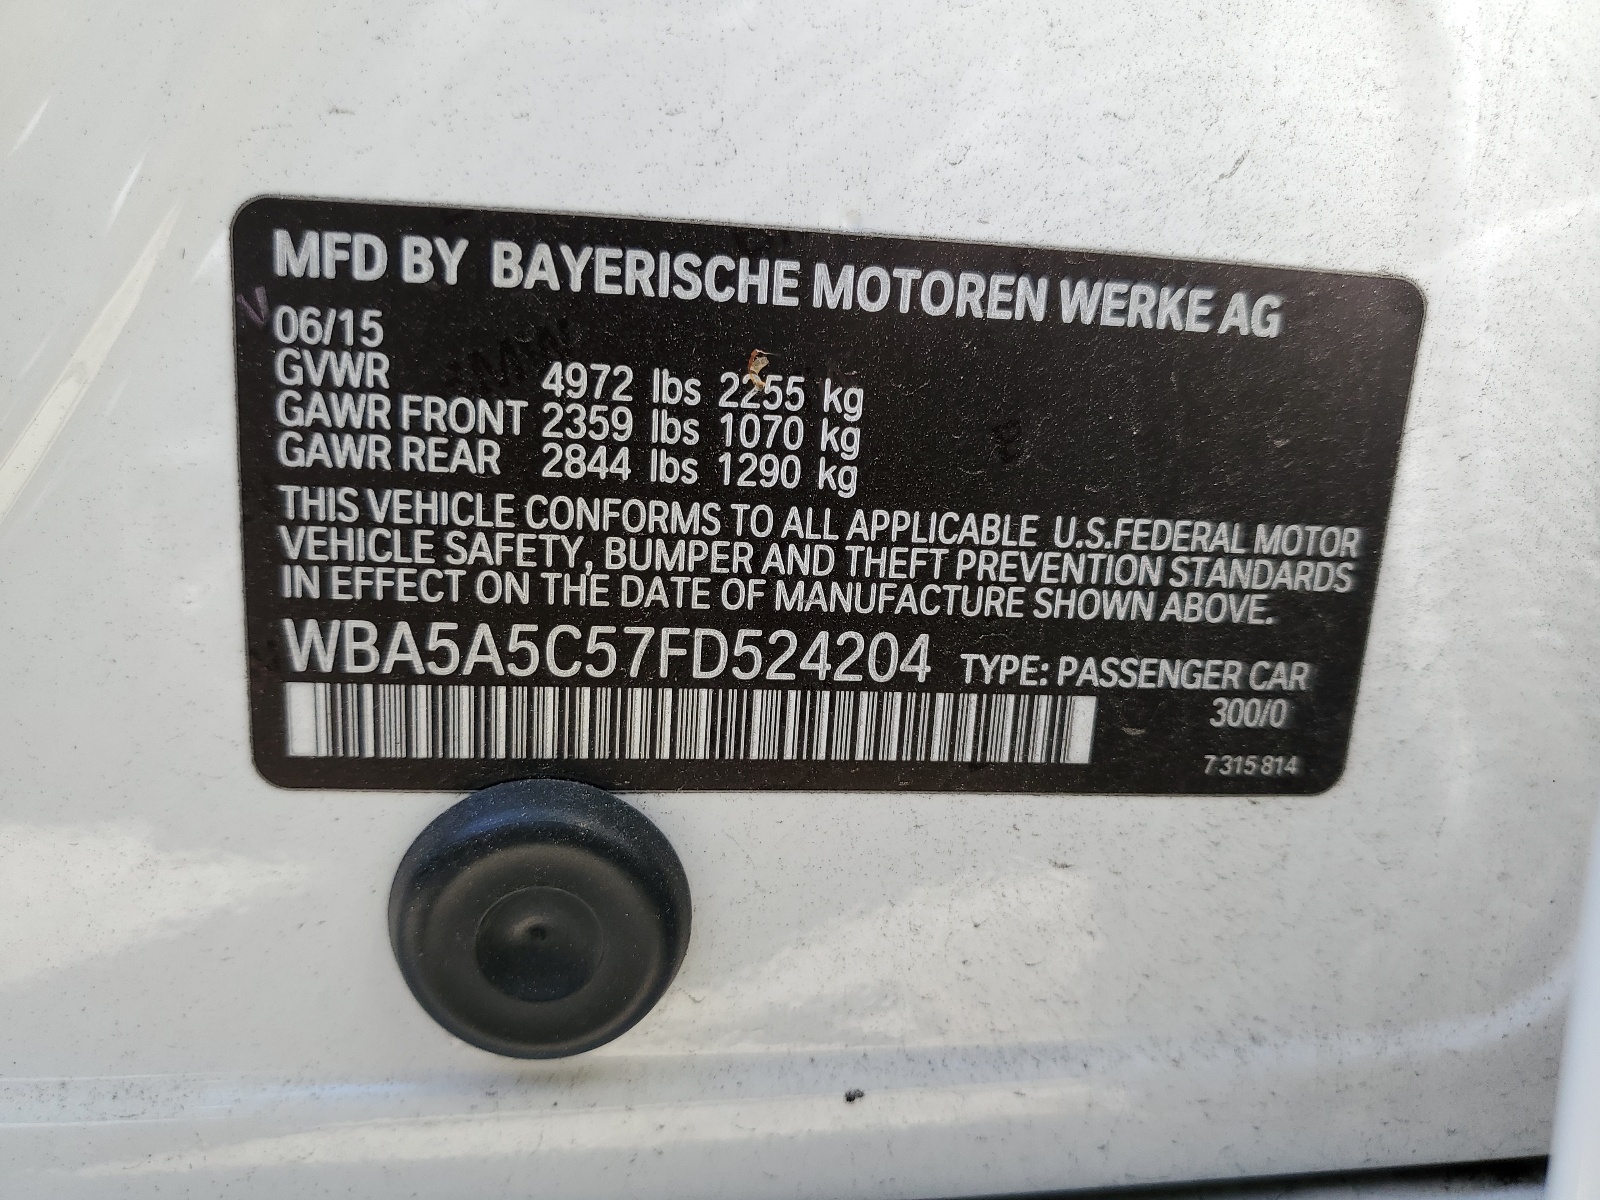 MFD BY BAYERISCHE MOTOREN WERKE AG
06/15
GVWR 4972 lbs 2255 kg
GAWR FRONT 2359 lbs 1070 kg
GAWR REAR 2844 lbs 1290 kg
THIS VEHICLE CONFORMS TO ALL APPLICABLE U.S.FEDERAL MOTOR
VEHICLE SAFETY, BUMPER AND THEFT PREVENTION STANDARDS
IN EFFECT ON THE DATE OF MANUFACTURE SHOWN ABOVE.
WBA5A5C57FD524204 TYPE: PASSENGER CAR
300/0
7 315 814